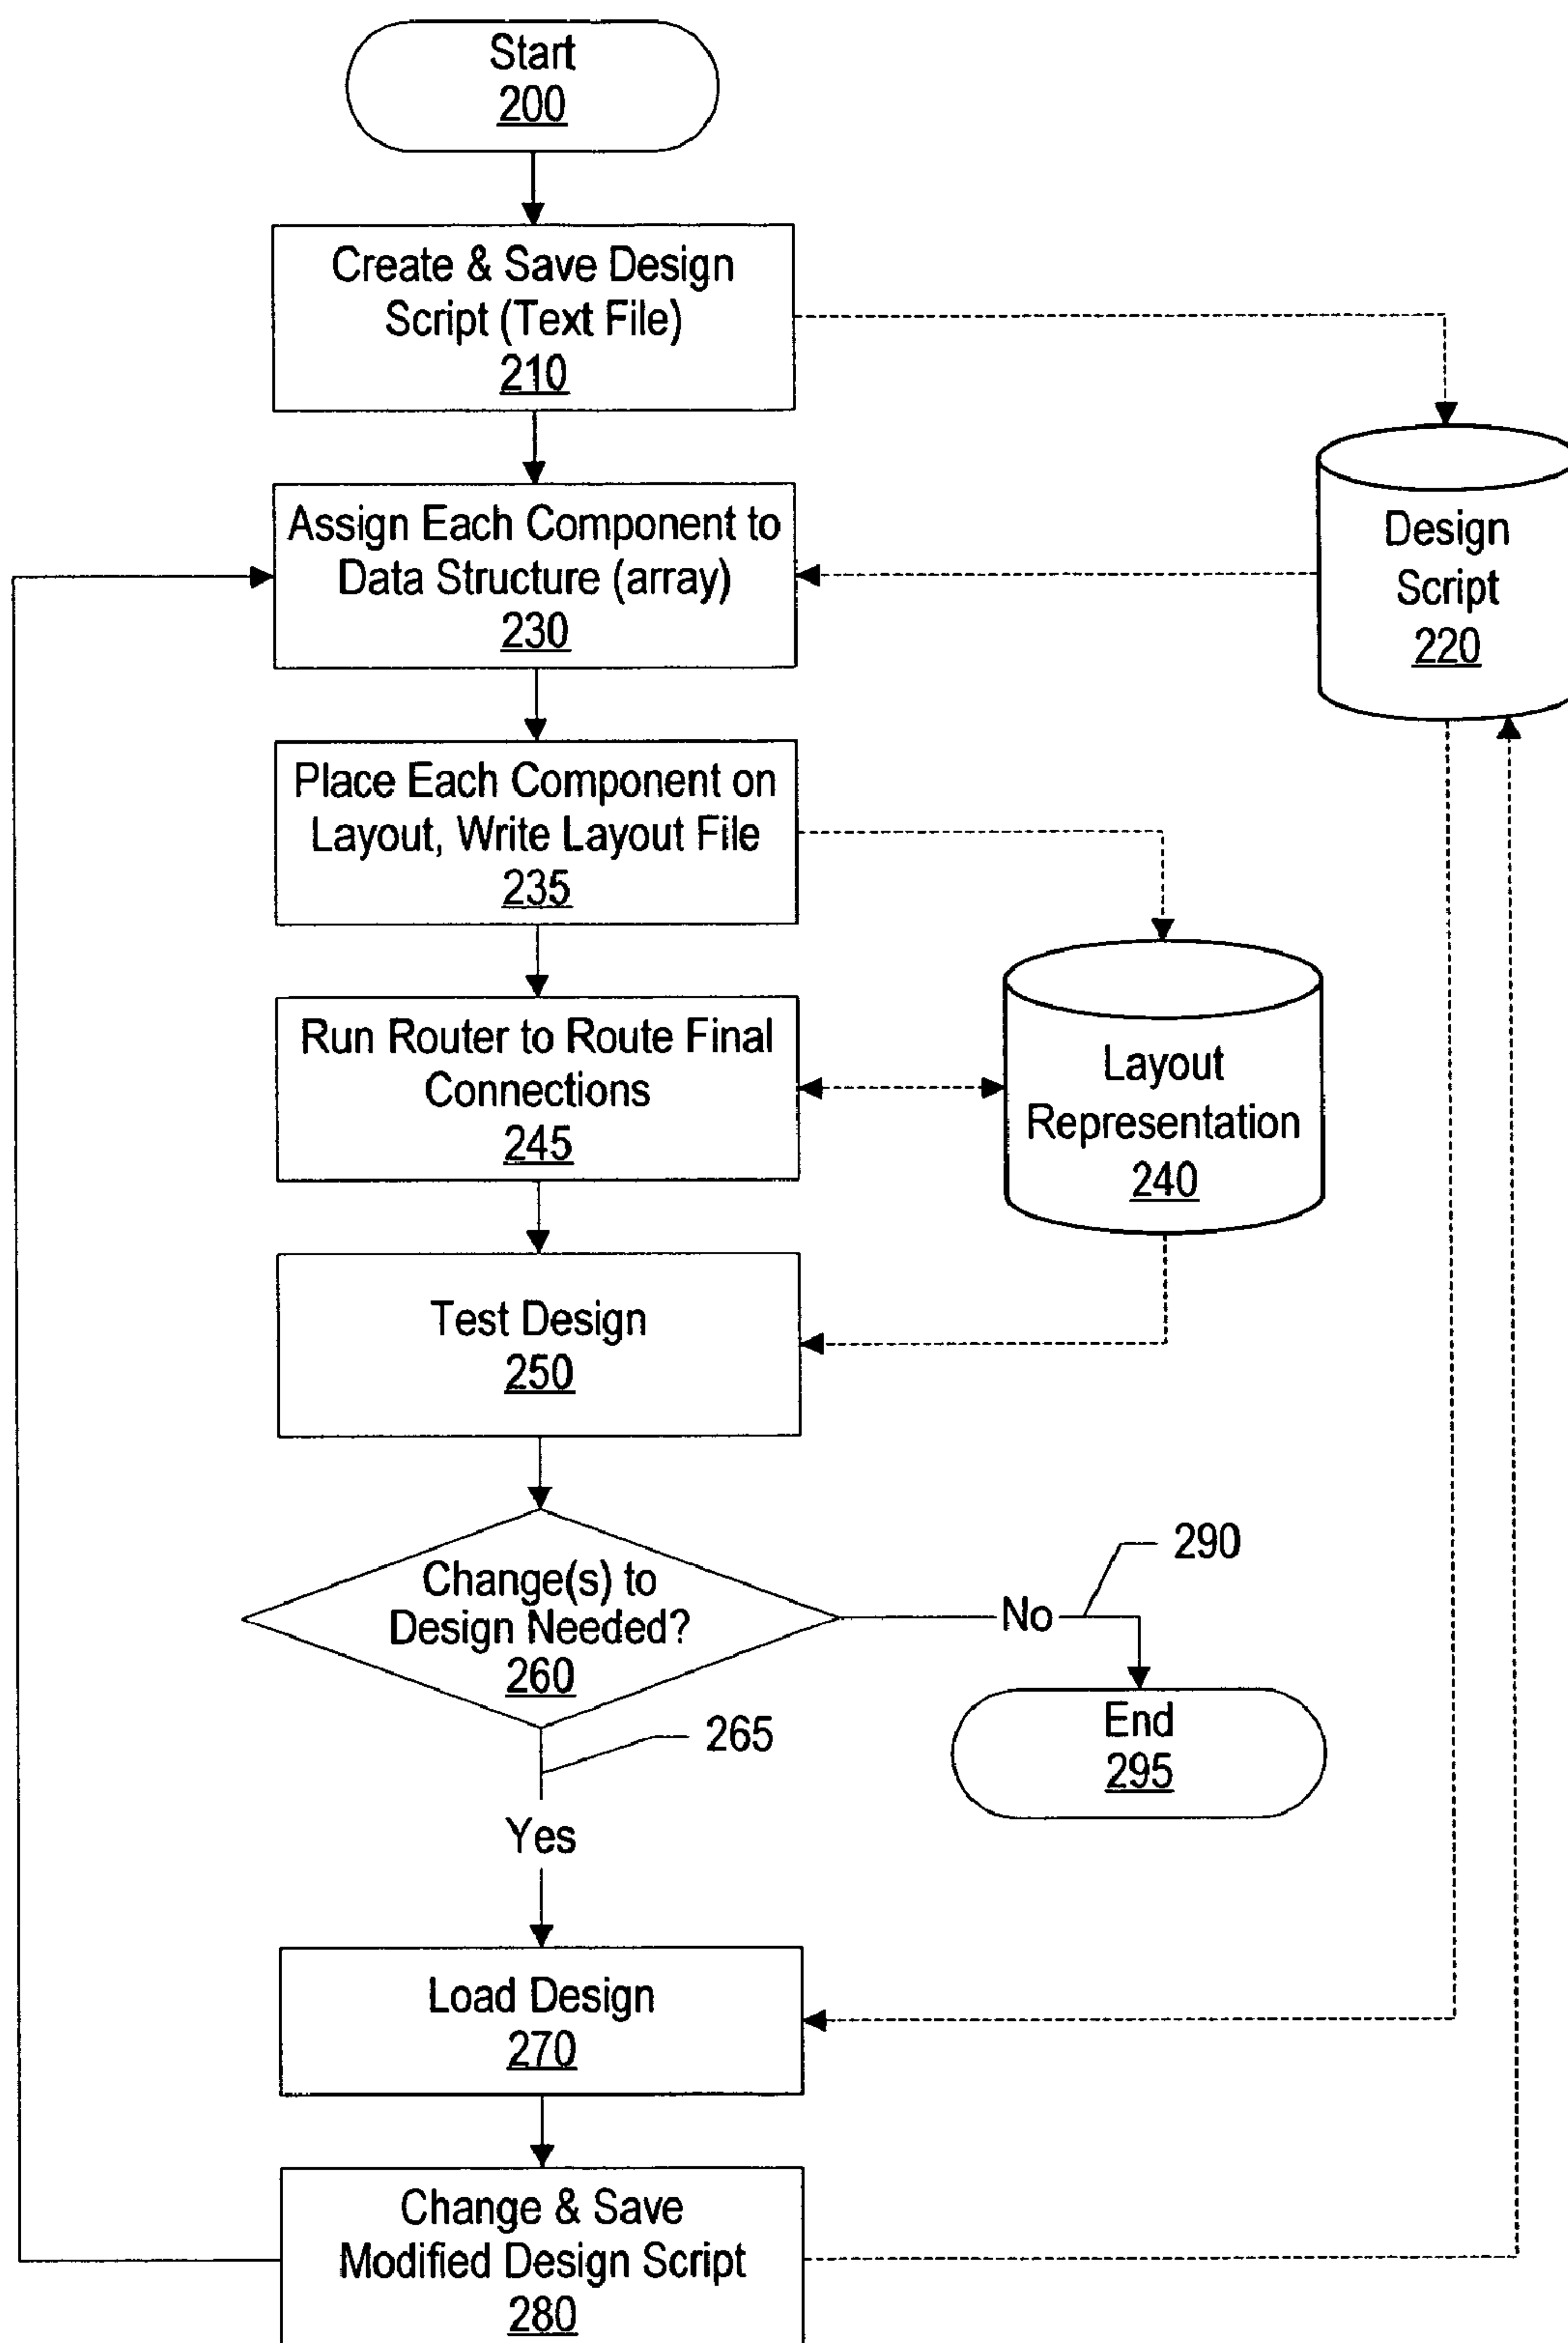 Start
200
Create & Save Design
Script (Text File)
210
Assign Each Component to
Data Structure (array)
230
Design
Script
220
Place Each Component on
Layout, Write Layout File
235
Run Router to Route Final
Connections
245
Layout
Representation
240
Test Design
250
Change(s) to
Design Needed?
260
No
290
End
295
265
Yes
Load Design
270
Change & Save
Modified Design Script
280